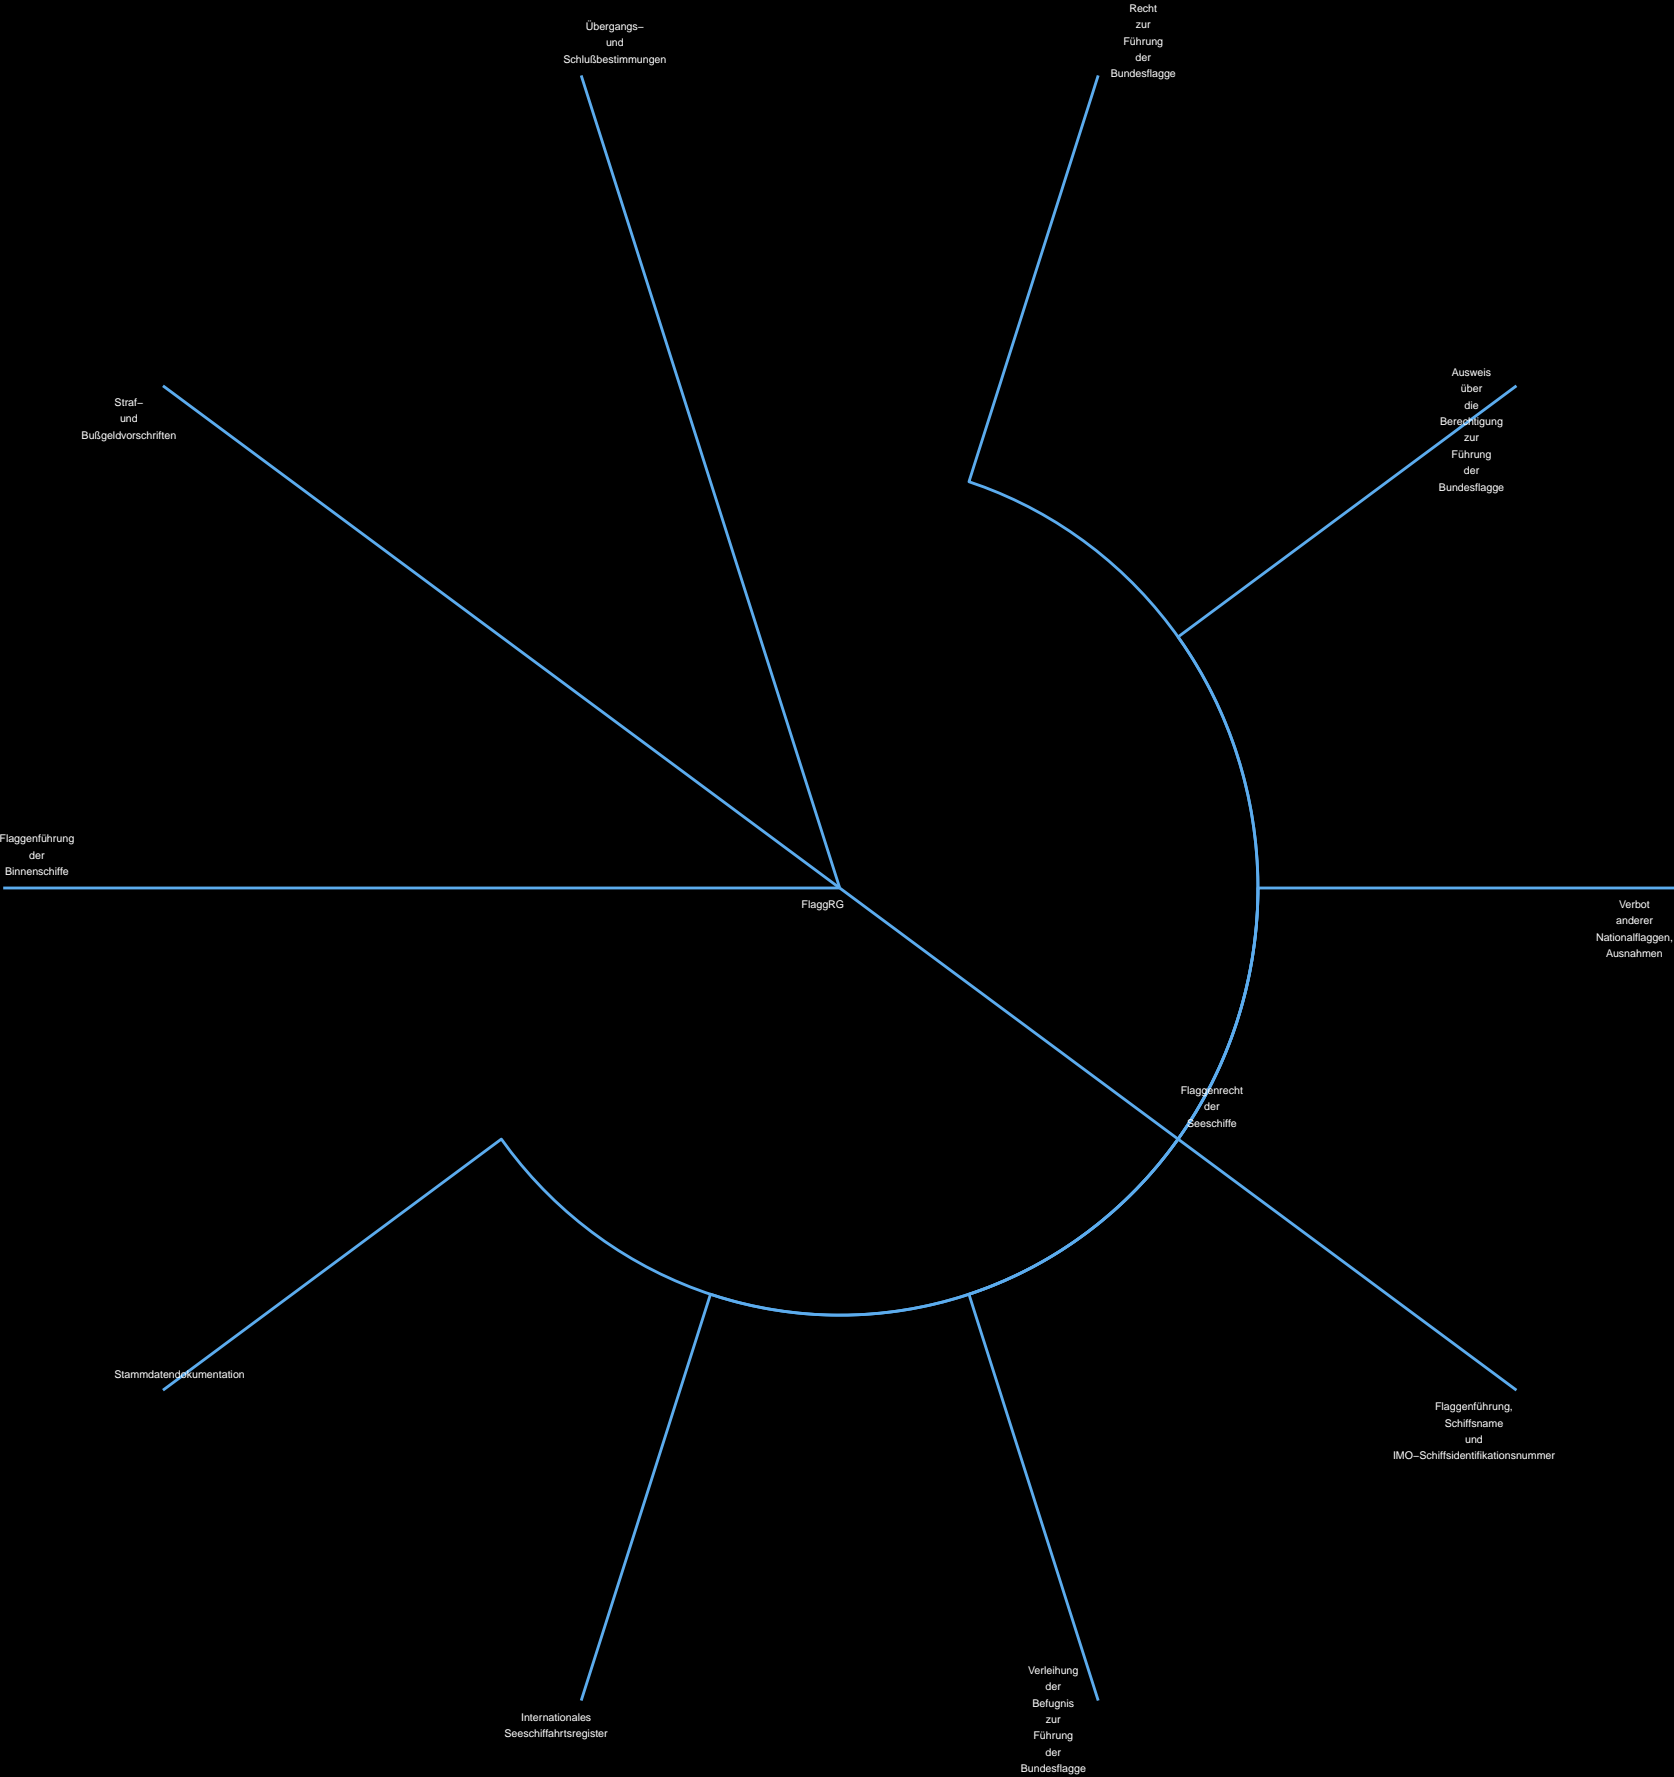 Recht
zur
Führung
der
Bundesflagge
Übergangs–
und
Schlußbestimmungen
Ausweis
über
die
Berechtigung
zur
Führung
der
Bundesflagge
Straf–
und
Bußgeldvorschriften
Flaggenführung
der
Binnenschiffe
FlaggRG
Verbot
anderer
Nationalflaggen,
Ausnahmen
Flaggenrecht
der
Seeschiffe
Stammdatendokumentation
Flaggenführung,
Schiffsname
und
IMO–Schiffsidentifikationsnummer
Internationales
Seeschiffahrtsregister
Verleihung
der
Befugnis
zur
Führung
der
Bundesflagge